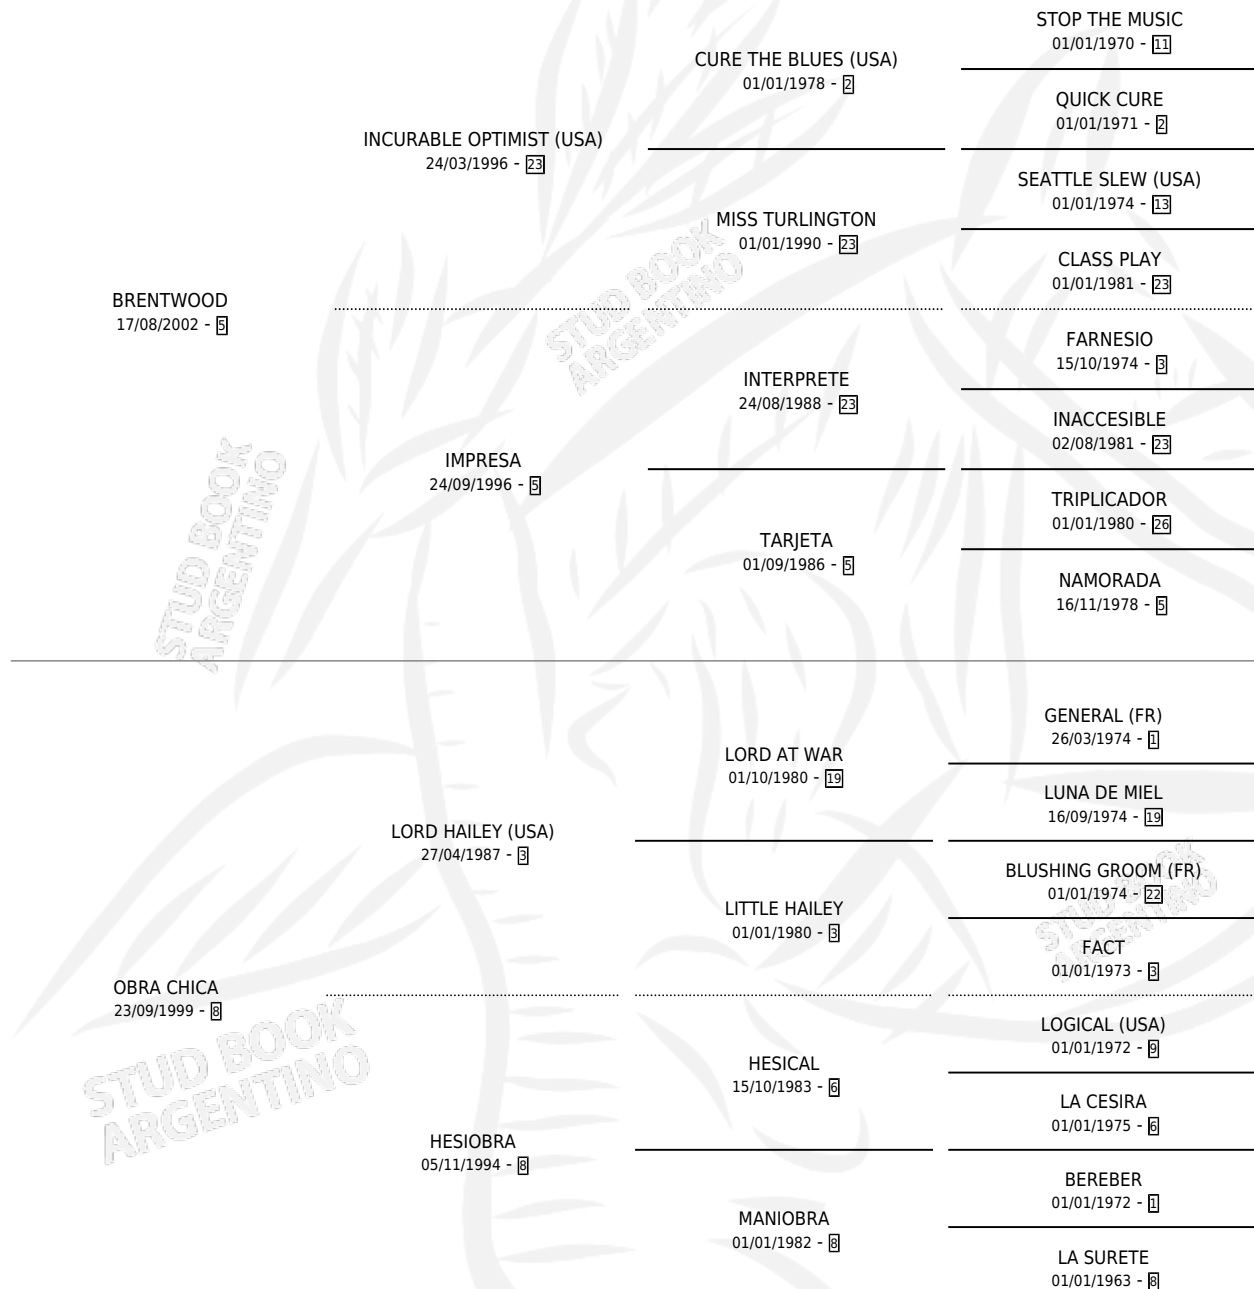 STOP THE MUSIC
01/01/1970 - 11
CURE THE BLUES (USA)
01/01/1978 - 2
QUICK CURE
01/01/1971 - 2
INCURABLE OPTIMIST (USA)
24/03/1996 - 23
SEATTLE SLEW (USA)
01/01/1974 - 13
MISS TURLINGTON
01/01/1990 - 23
CLASS PLAY
01/01/1981 - 23
BRENTWOOD
17/08/2002 - 5
FARNESIO
15/10/1974 - 3
INTERPRETE
24/08/1988 - 23
INACCESIBLE
02/08/1981 - 23
IMPRESA
24/09/1996 - 5
TRIPLICADOR
01/01/1980 - 26
TARJETA
01/09/1986 - 5
NAMORADA
16/11/1978 - 5
GENERAL (FR)
26/03/1974 - 1
LORD AT WAR
01/10/1980 - 19
LUNA DE MIEL
16/09/1974 - 19
LORD HAILEY (USA)
27/04/1987 - 3
BLUSHING GROOM (FR)
01/01/1974 - 22
LITTLE HAILEY
01/01/1980 - 3
FACT
01/01/1973 - 3
OBRA CHICA
23/09/1999 - 8
LOGICAL (USA)
01/01/1972 - 9
HESICAL
15/10/1983 - 6
LA CESIRA
01/01/1975 - 6
HESIOBRA
05/11/1994 - 8
BEREBER
01/01/1972 - 1
MANIOBRA
01/01/1982 - 8
LA SURETE
01/01/1963 - 8
STUD BOOK
ARGENTINO
STUD BOOK
ARGENTINO
STUD BOOK
ARGENTINO
STUD BOOK
ARGENTINO